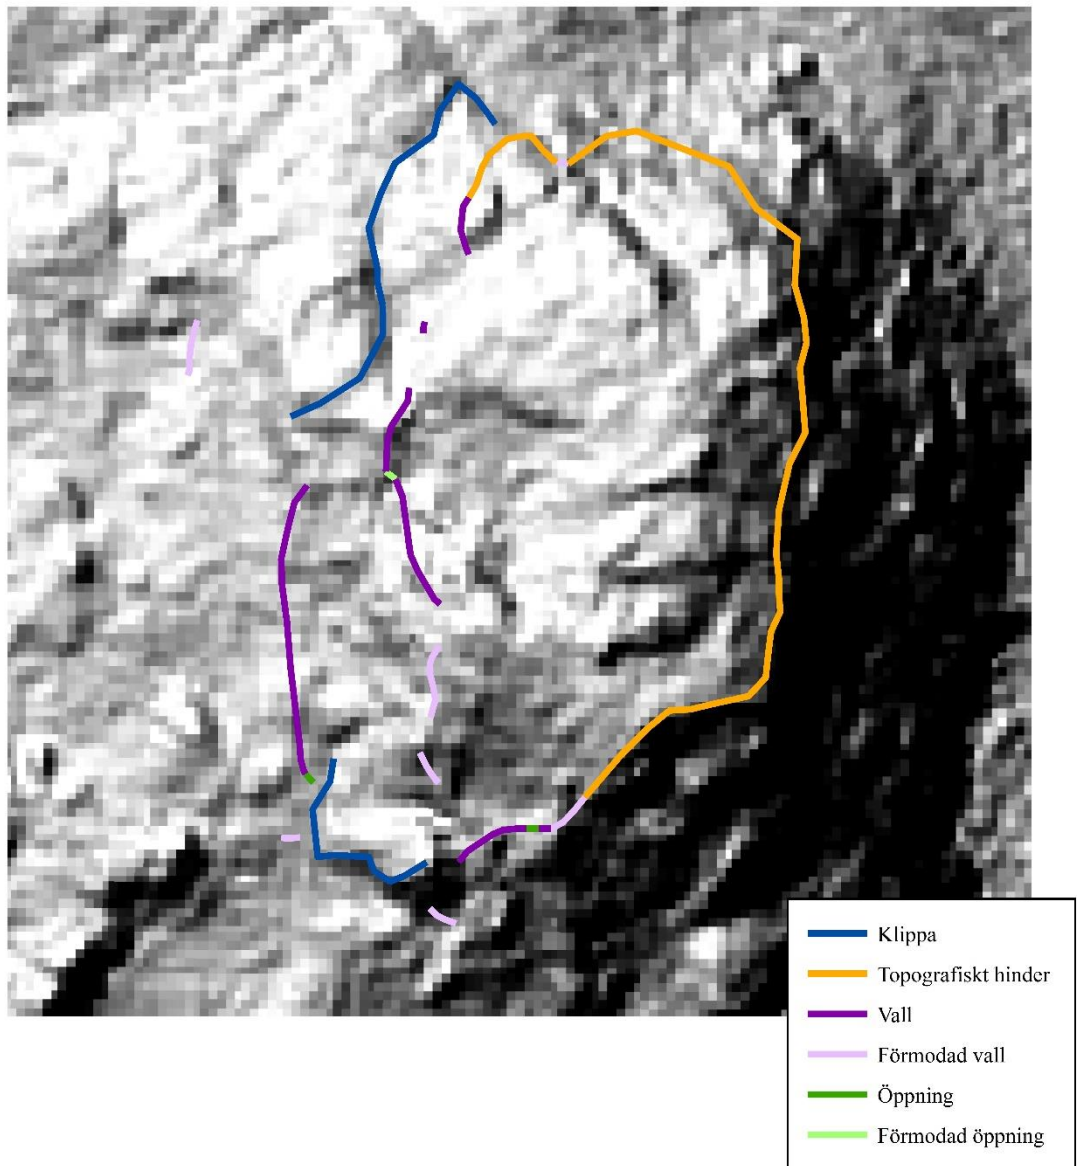 Klippa
Topografiskt hinder
Vall
Förmodad vall
Öppning
Förmodad öppning